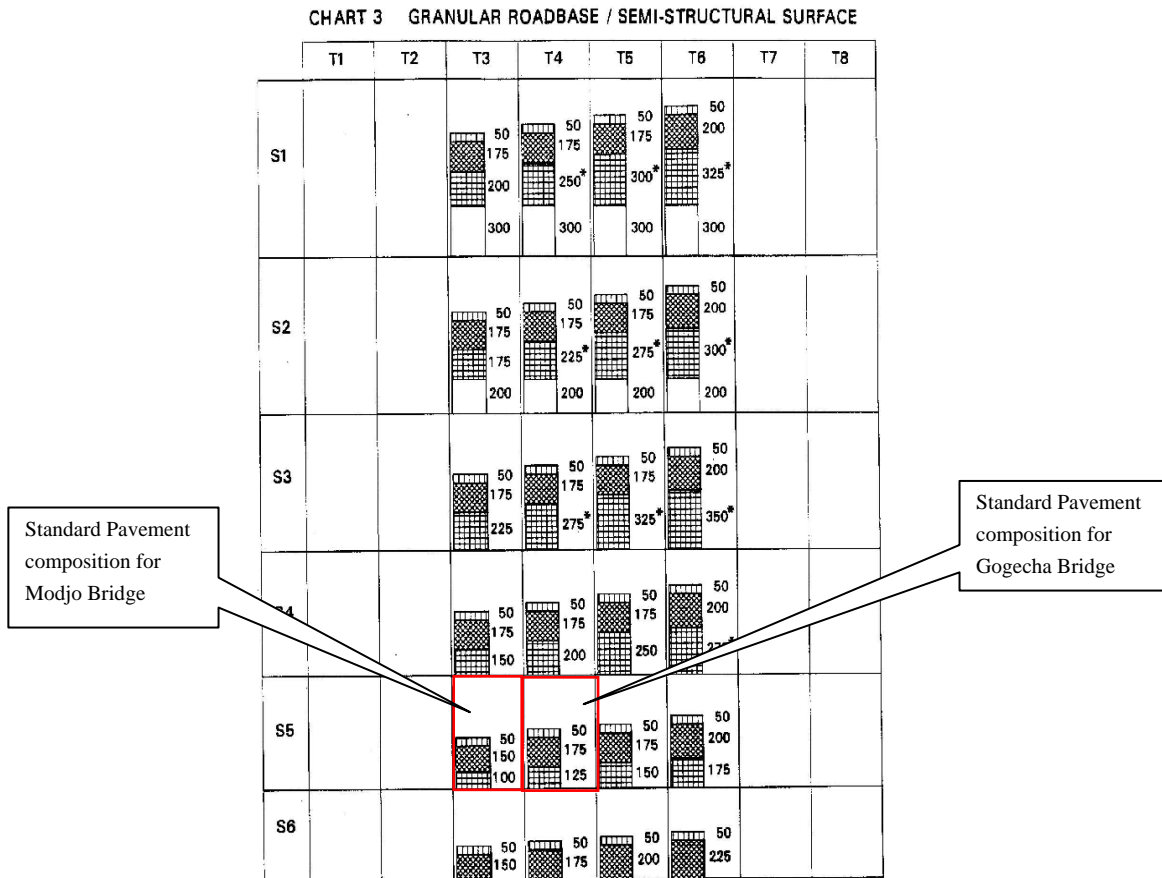 CHART 3 GRANULAR ROADBASE / SEMI-STRUCTURAL SURFACE
T1 T2 T3 T4 T5 T6 T7 T8
S1
50 50 50 50
175 175 175 200
200 250* 300* 325*
300 300 300 300
S2
50 50 50 50
175 175 175 200
175 225* 275* 300*
200 200 200 200
S3
50 50 50 50
175 175 175 200
225 275* 325* 350*
Standard Pavement
composition for
Modjo Bridge
Standard Pavement
composition for
Gogecha Bridge
50 50 50 50
175 175 175 200
150 200 250
S5
50 50 50 50
150 175 175 200
100 125 150 175
S6
50 50 50 50
150 175 200 225